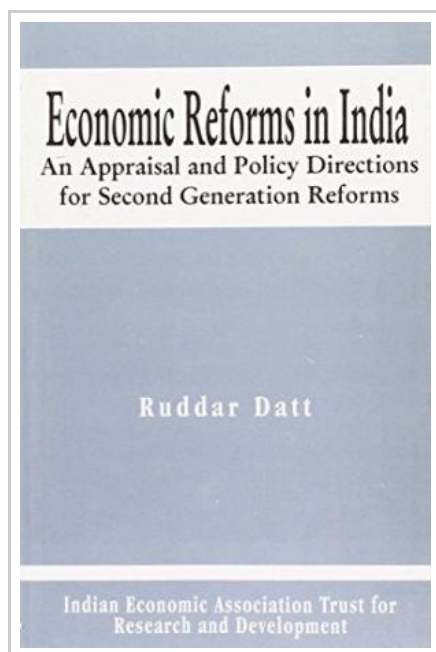 Economic Reforms in India
An Appraisal and Policy Directions
for Second Generation Reforms
Ruddar Datt
Indian Economic Association Trust for
Research and Development